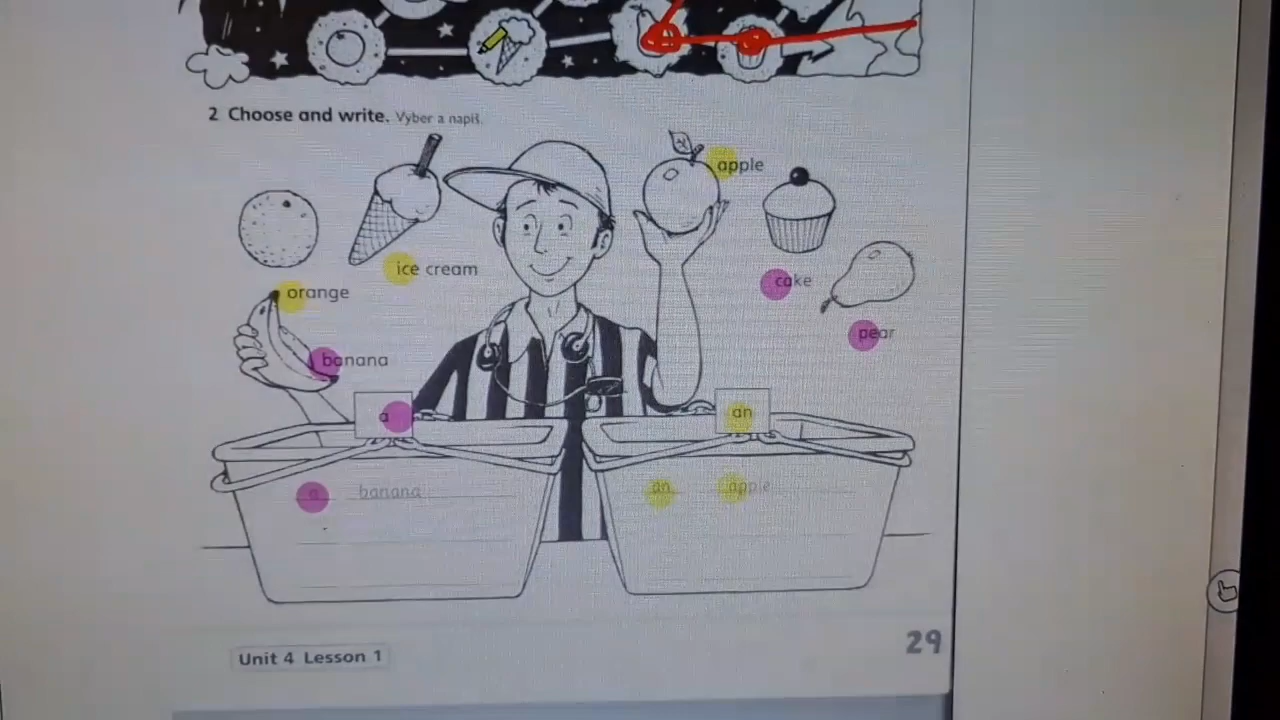 2 Choose and write. Vyber a napiš.
apple
ice cream
cake
orange
pear
banana
a
an
a banana
an apple
29
Unit 4 Lesson 1